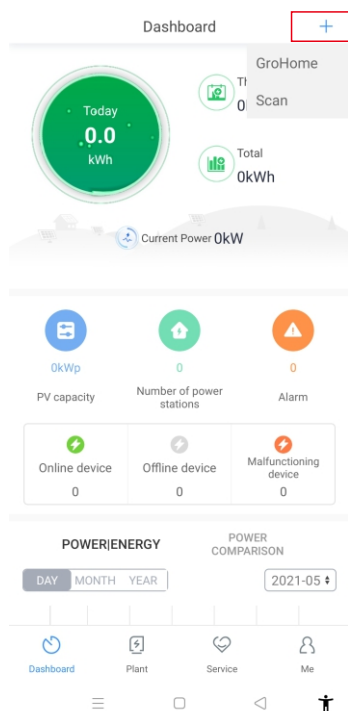 Dashboard +
GroHome
Scan
Today
0.0
kWh
Total
0kWh
Current Power 0kW
0kWp
0
0
PV capacity
Number of power
stations
Alarm
Online device
0
Offline device
0
Malfunctioning
device
0
POWER|ENERGY
POWER
COMPARISON
DAY MONTH YEAR
2021-05
Dashboard
Plant
Service
Me